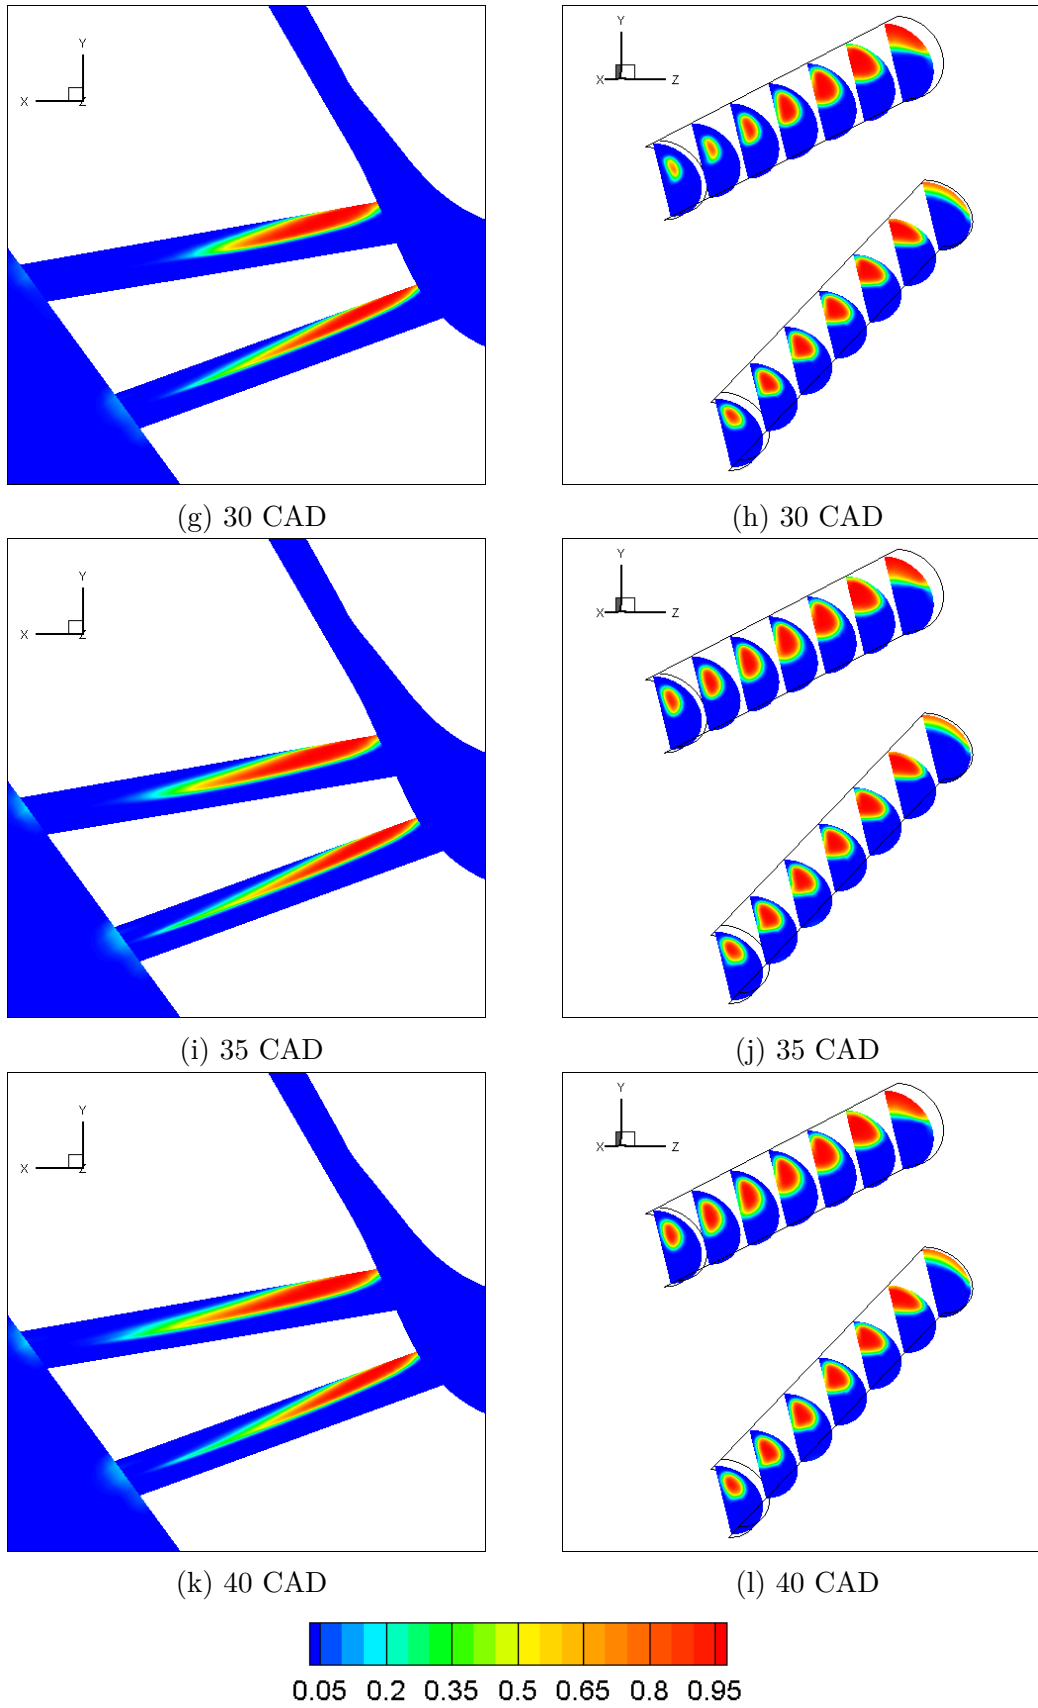 Y
X Z
Y
X Z
(g) 30 CAD
(h) 30 CAD
Y
X Z
Y
X Z
(i) 35 CAD
(j) 35 CAD
Y
X Z
Y
X Z
(k) 40 CAD
(l) 40 CAD
0.05 0.2 0.35 0.5 0.65 0.8 0.95